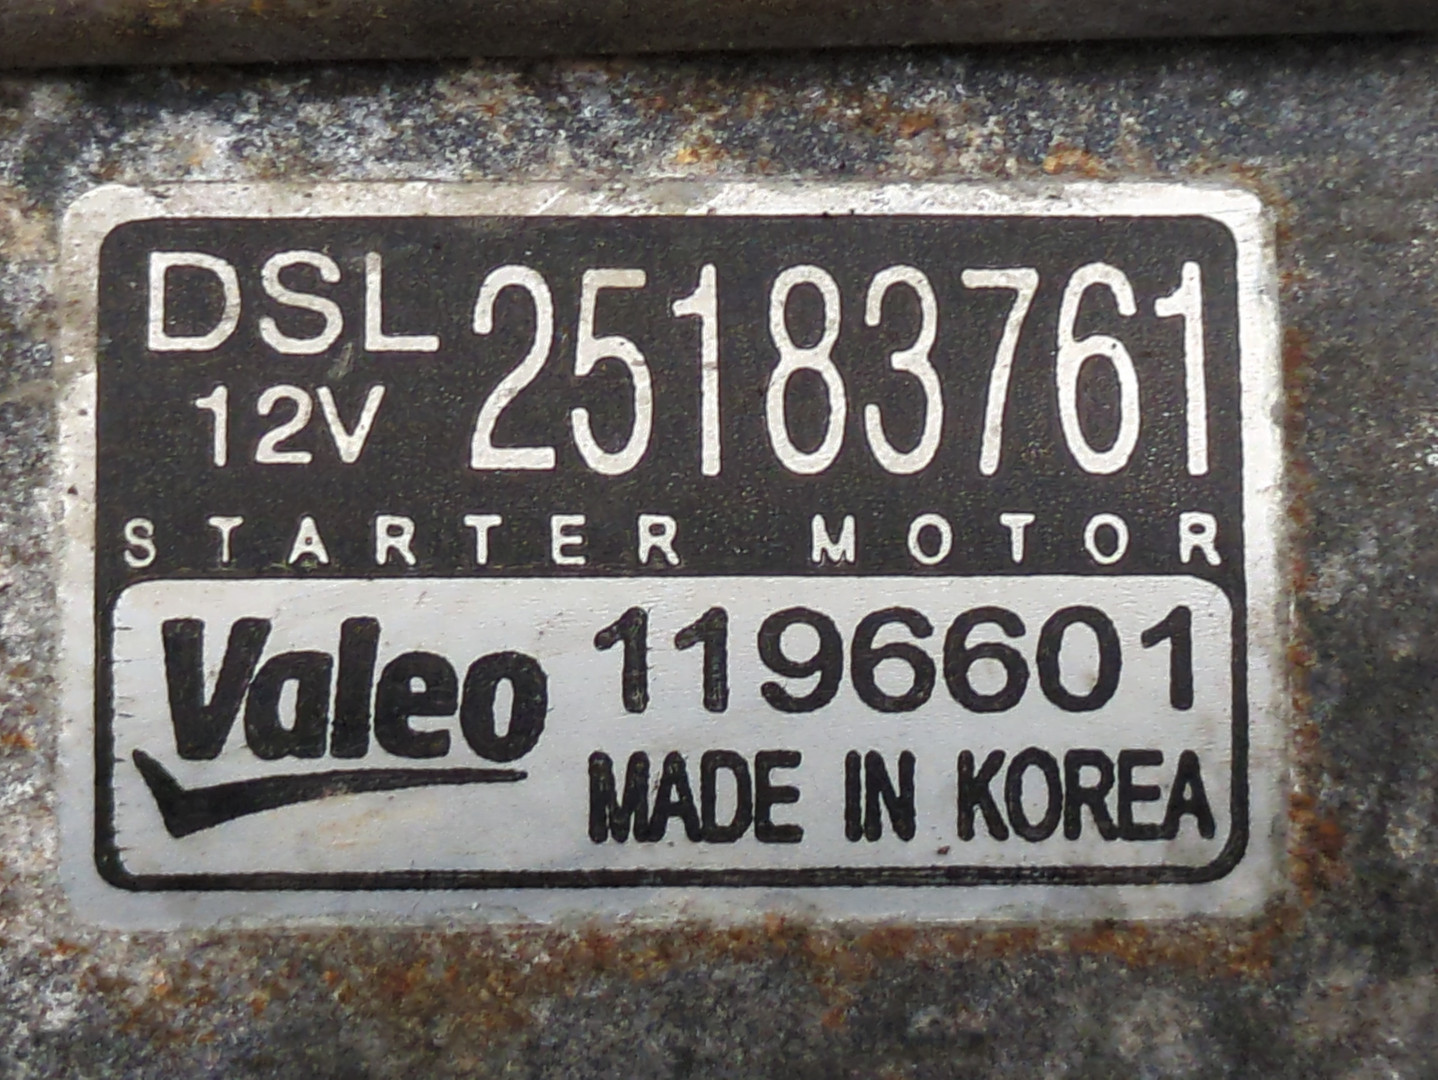 DSL 25183761
12V
STARTER MOTOR
Valeo 1196601
MADE IN KOREA